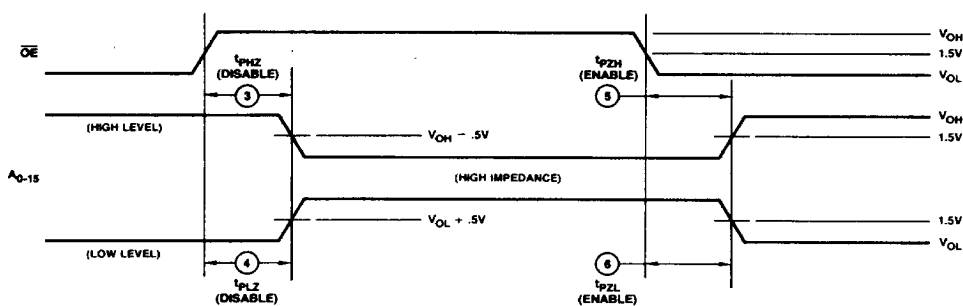 OE
tPHZ
(DISABLE)
3
tPZH
(ENABLE)
5
VOH
1.5V
VOL
(HIGH LEVEL)
VOH – .5V
VOH
1.5V
A0-15
(HIGH IMPEDANCE)
VOL + .5V
1.5V
(LOW LEVEL)
VOL
4
tPLZ
(DISABLE)
6
tPZL
(ENABLE)